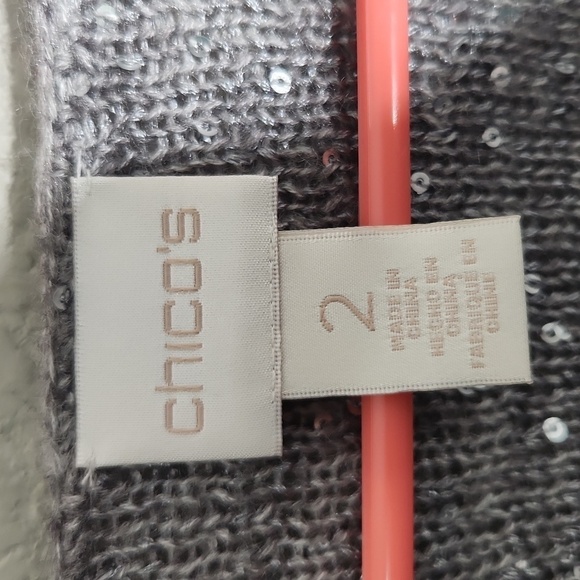 chico's
2
MADE IN
CHINA
HECHO EN
CHINA
FABRIQUE EN
CHINE